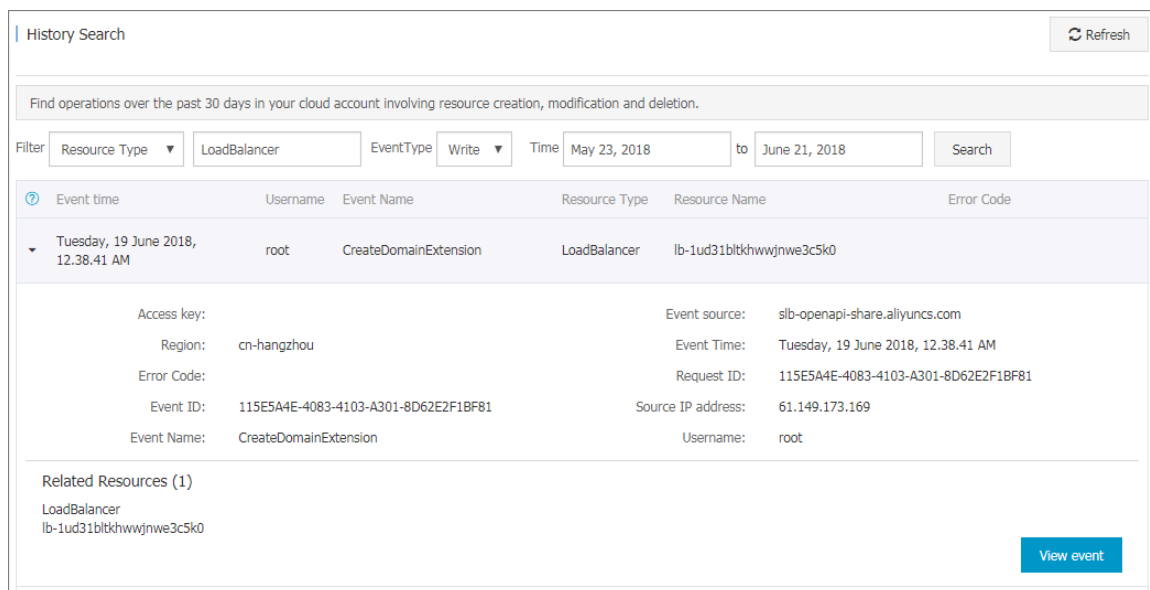 History Search
Refresh
Find operations over the past 30 days in your cloud account involving resource creation, modification and deletion.
Filter Resource Type LoadBalancer EventType Write Time May 23, 2018 to June 21, 2018 Search
Event time Username Event Name Resource Type Resource Name Error Code
Tuesday, 19 June 2018,
12.38.41 AM root CreateDomainExtension LoadBalancer lb-1ud31bltkhwwjnwe3c5k0
Access key: Event source: slb-openapi-share.aliyuncs.com
Region: cn-hangzhou Event Time: Tuesday, 19 June 2018, 12.38.41 AM
Error Code: Request ID: 115E5A4E-4083-4103-A301-8D62E2F1BF81
Event ID: 115E5A4E-4083-4103-A301-8D62E2F1BF81 Source IP address: 61.149.173.169
Event Name: CreateDomainExtension Username: root
Related Resources (1)
LoadBalancer
lb-1ud31bltkhwwjnwe3c5k0
View event